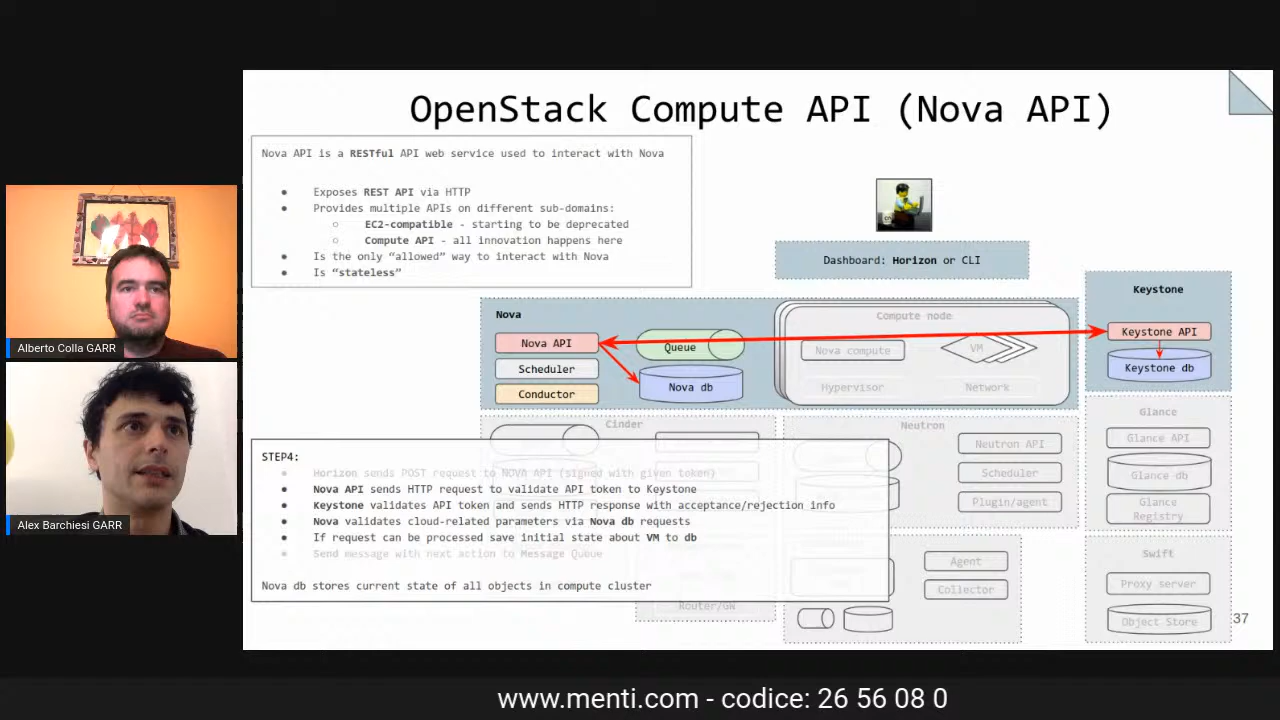 OpenStack Compute API (Nova API)
Nova API is a RESTful API web service used to interact with Nova
● Exposes REST API via HTTP
● Provides multiple APIs on different sub-domains:
○ EC2-compatible - starting to be deprecated
○ Compute API - all innovation happens here
● Is the only “allowed” way to interact with Nova
● Is “stateless”
Dashboard: Horizon or CLI
Keystone
Keystone API
Keystone db
Nova
Nova API
Scheduler
Conductor
Queue
Nova db
Compute node
Nova compute
VM
Hypervisor
Network
Cinder
Neutron
Neutron API
Scheduler
Plugin/agent
Glance
Glance API
Glance db
Glance
Registry
STEP4:
● Horizon sends POST request to NOVA API (signed with given token)
● Nova API sends HTTP request to validate API token to Keystone
● Keystone validates API token and sends HTTP response with acceptance/rejection info
● Nova validates cloud-related parameters via Nova db requests
● If request can be processed save initial state about VM to db
● Send message with next action to Message Queue
Nova db stores current state of all objects in compute cluster
Router/GW
Agent
Collector
Swift
Proxy server
Object Store
37
Alberto Colla GARR
Alex Barchiesi GARR
www.menti.com - codice: 26 56 08 0